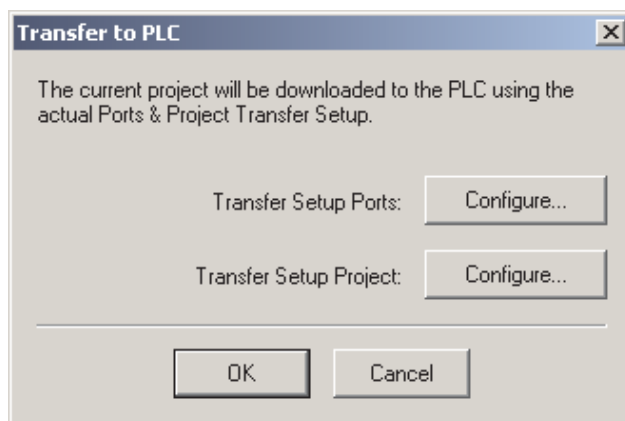 Transfer to PLC
The current project will be downloaded to the PLC using the
actual Ports & Project Transfer Setup.
Transfer Setup Ports: Configure...
Transfer Setup Project: Configure...
OK Cancel